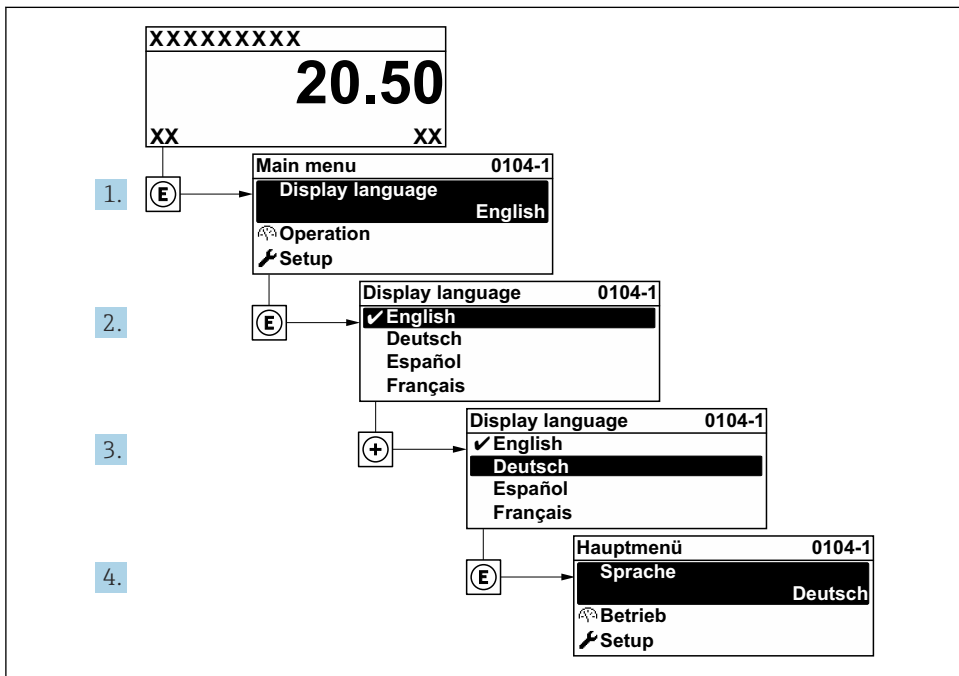 XXXXXXXXX
20.50
XX XX
1. E
Main menu 0104-1
Display language
English
Operation
Setup
2. E
Display language 0104-1
✔English
Deutsch
Español
Français
3. +
Display language 0104-1
✔English
Deutsch
Español
Français
4. E
Hauptmenü 0104-1
Sprache
Deutsch
Betrieb
Setup